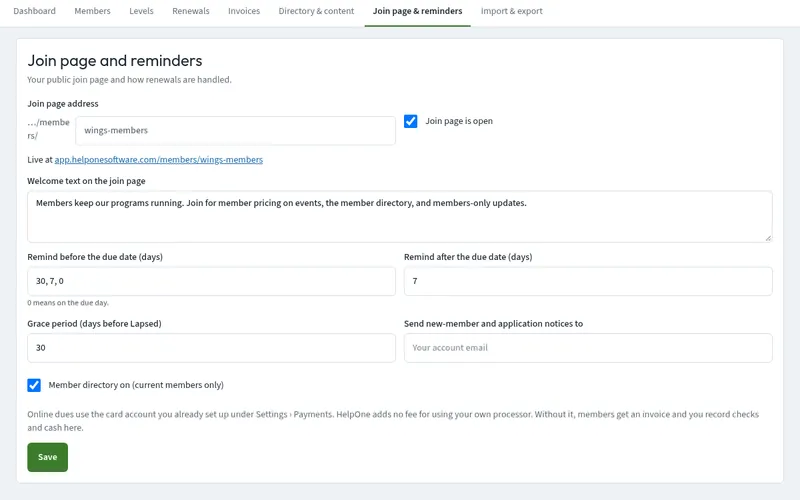 Dashboard Members Levels Renewals Invoices Directory & content Join page & reminders Import & export
Join page and reminders
Your public join page and how renewals are handled.
Join page address
…/membe
rs/
wings-members
Join page is open
Live at app.helponesoftware.com/members/wings-members
Welcome text on the join page
Members keep our programs running. Join for member pricing on events, the member directory, and members-only updates.
Remind before the due date (days) Remind after the due date (days)
30, 7, 0 7
0 means on the due day.
Grace period (days before Lapsed) Send new-member and application notices to
30 Your account email
Member directory on (current members only)
Online dues use the card account you already set up under Settings › Payments. HelpOne adds no fee for using your own processor. Without it, members get an invoice and you record checks
and cash here.
Save